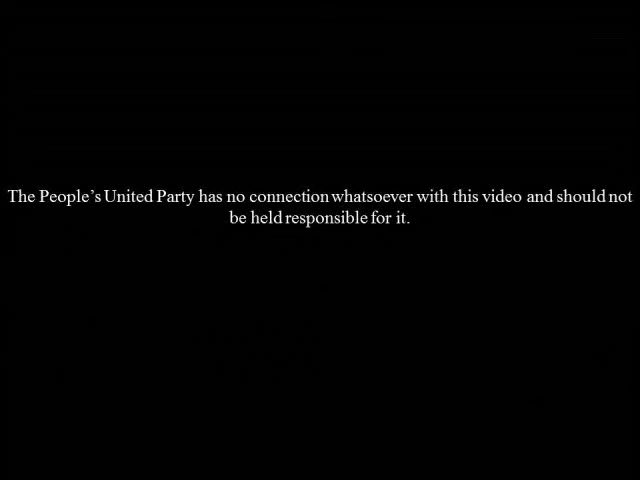 The People’s United Party has no connection whatsoever with this video and should not
be held responsible for it.